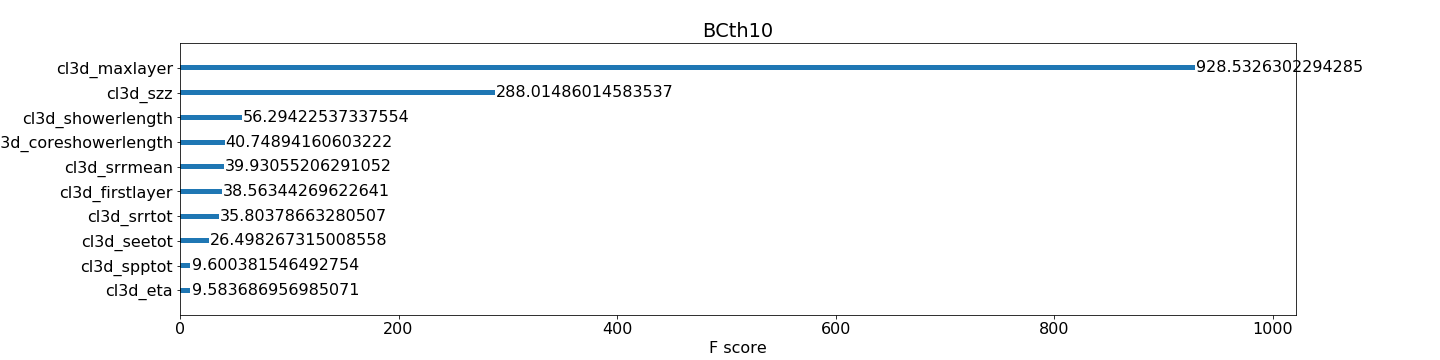 BCth10
cl3d_maxlayer 928.5326302294285
cl3d_szz 288.01486014583537
cl3d_showerlength 56.29422537337554
3d_coreshowerlength 40.74894160603222
cl3d_srrmean 39.93055206291052
cl3d_firstlayer 38.56344269622641
cl3d_srrtot 35.80378663280507
cl3d_seetot 26.498267315008558
cl3d_spptot 9.600381546492754
cl3d_eta 9.583686956985071
0 200 400 600 800 1000
F score